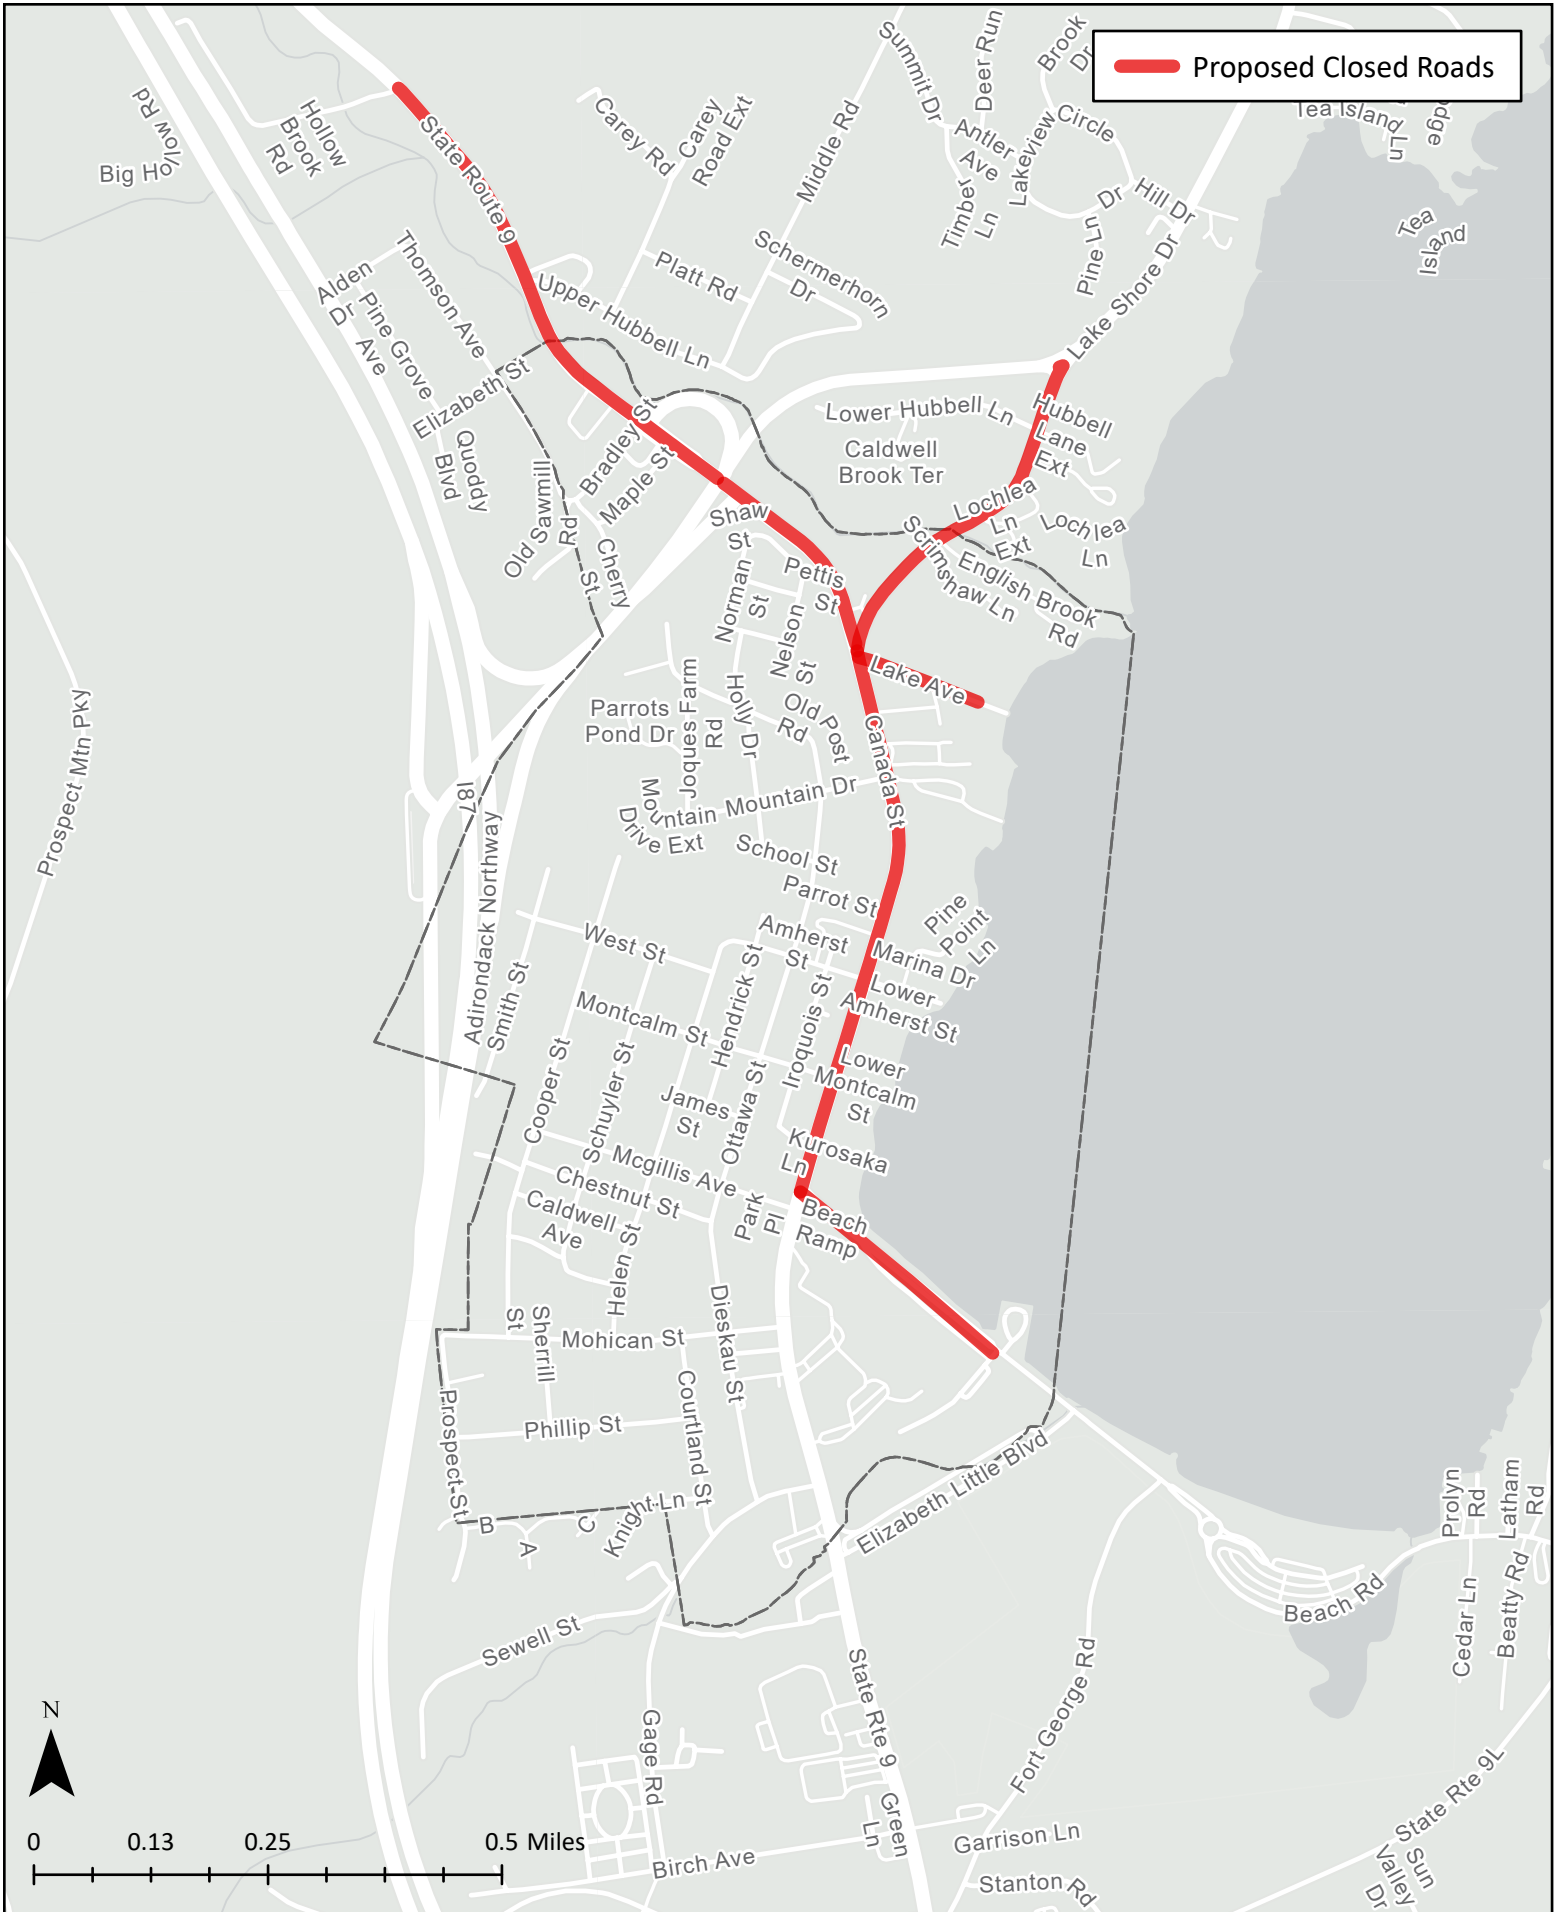 Proposed Closed Roads
Summit Dr
Deer Run
Brook
Dr
Big Hollow Rd
Hollow
Brook
Rd
State Route 9
Carey Rd
Carey
Road Ext
Middle Rd
Antler
Ave
Timber
Ln
Lakeview
Circle
Dr
Hill Dr
Pine Ln
Tea Island
Ln
Tea
Island
Alden
Dr
Thomson Ave
Pine Grove
Ave
Platt Rd
Schermerhorn
Dr
Upper Hubbell Ln
Lake Shore Dr
Elizabeth St
Quoddy
Blvd
Old Sawmill
Rd
Bradley St
Maple St
Cherry
St
Lower Hubbell Ln
Hubbell
Lane
Ext
Caldwell
Brook Ter
Lochlea
Ln
Ext
Lochlea
Ln
Shaw
St
Scrimshaw Ln
English Brook
Rd
Pettis
St
Norman
St
Nelson
St
Lake Ave
Parrots
Pond Dr
Joques Farm
Rd
Holly Dr
Old Post
Rd
Canada St
Prospect Mtn Pky
I87
Adirondack Northway
Mountain
Drive Ext
Mountain Dr
School St
Parrot St
Pine
Point
Ln
West St
Amherst
St
Marina Dr
Lower
Amherst St
Smith St
Montcalm St
Hendrick St
Iroquois St
Lower
Montcalm
St
Cooper St
Schuyler St
James
St
Ottawa St
Kurosaka
Ln
Mcgillis Ave
Chestnut St
Caldwell
Ave
Helen St
Park
Pl
Beach
Ramp
St
Sherrill
Mohican St
Dieskau St
Prospect St
Phillip St
Courtland St
Elizabeth Little Blvd
B
A
C
Knight Ln
Prolyn
Rd
Latham
Rd
Beach Rd
Cedar Ln
Beatty Rd
Sewell St
State Rte 9
Fort George Rd
Gage Rd
Green
Ln
Garrison Ln
State Rte 9L
Sun
Valley
Dr
Birch Ave
Stanton Rd
N
0 0.13 0.25 0.5 Miles